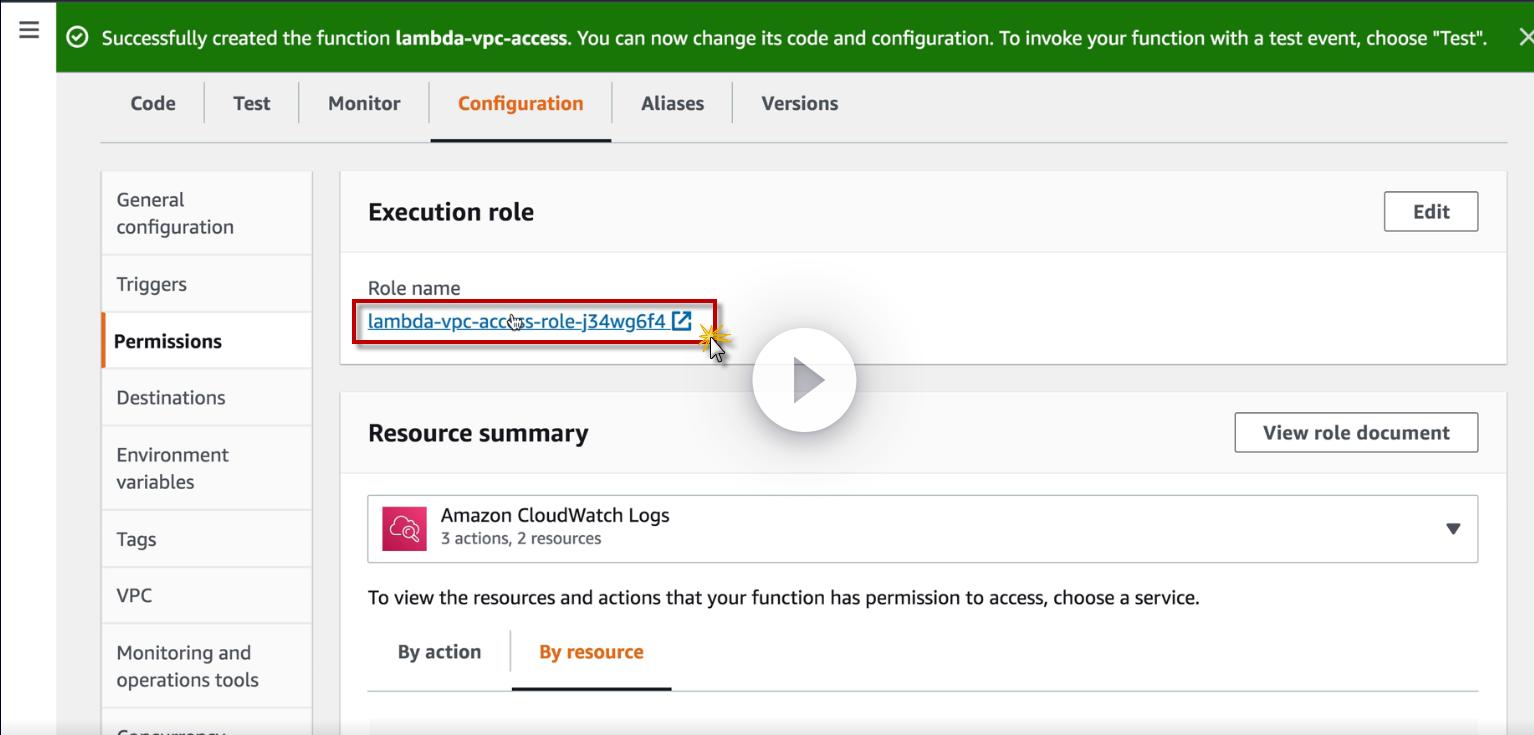 Successfully created the function lambda-vpc-access. You can now change its code and configuration. To invoke your function with a test event, choose "Test".
Code
Test
Monitor
Configuration
Aliases
Versions
General
configuration
Triggers
Permissions
Destinations
Environment
variables
Tags
VPC
Monitoring and
operations tools
Concurrency
Execution role
Edit
Role name
lambda-vpc-access-role-j34wg6f4
Resource summary
View role document
Amazon CloudWatch Logs
3 actions, 2 resources
To view the resources and actions that your function has permission to access, choose a service.
By action
By resource